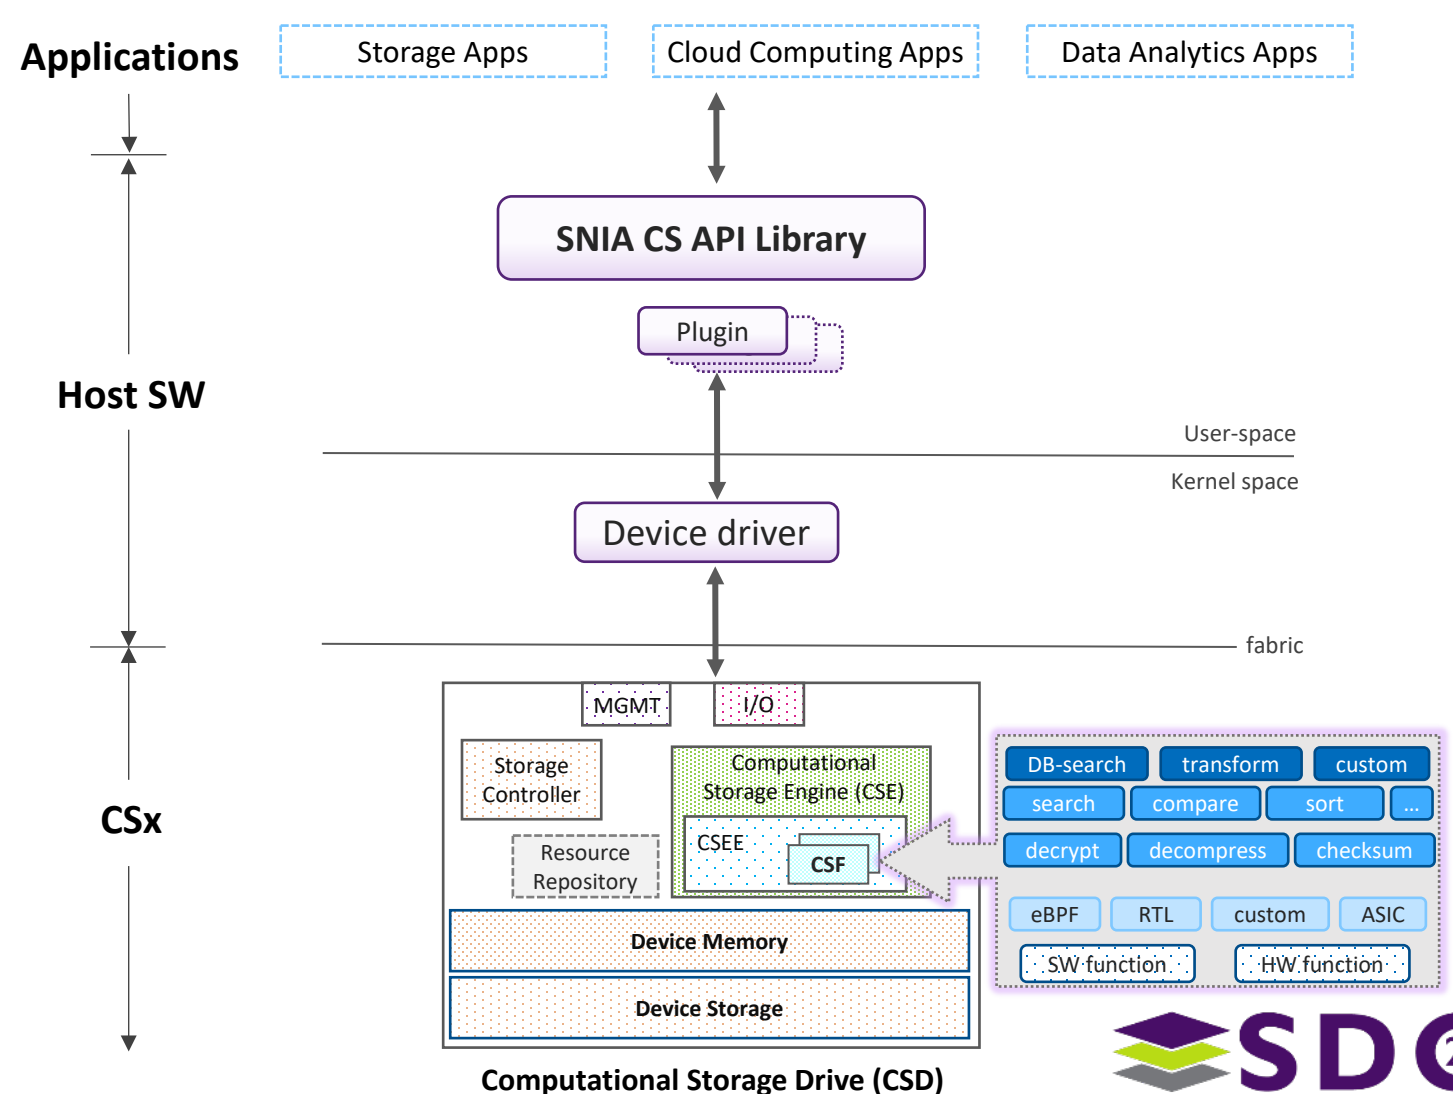 Applications
Storage Apps
Cloud Computing Apps
Data Analytics Apps
SNIA CS API Library
Plugin
Host SW
User-space
Kernel space
Device driver
fabric
MGMT
I/O
Storage
Controller
Computational
Storage Engine (CSE)
CSEE
CSF
Resource
Repository
CSx
Device Memory
Device Storage
DB-search
transform
custom
search
compare
sort
...
decrypt
decompress
checksum
eBPF
RTL
custom
ASIC
SW function
HW function
Computational Storage Drive (CSD)
SDC
2